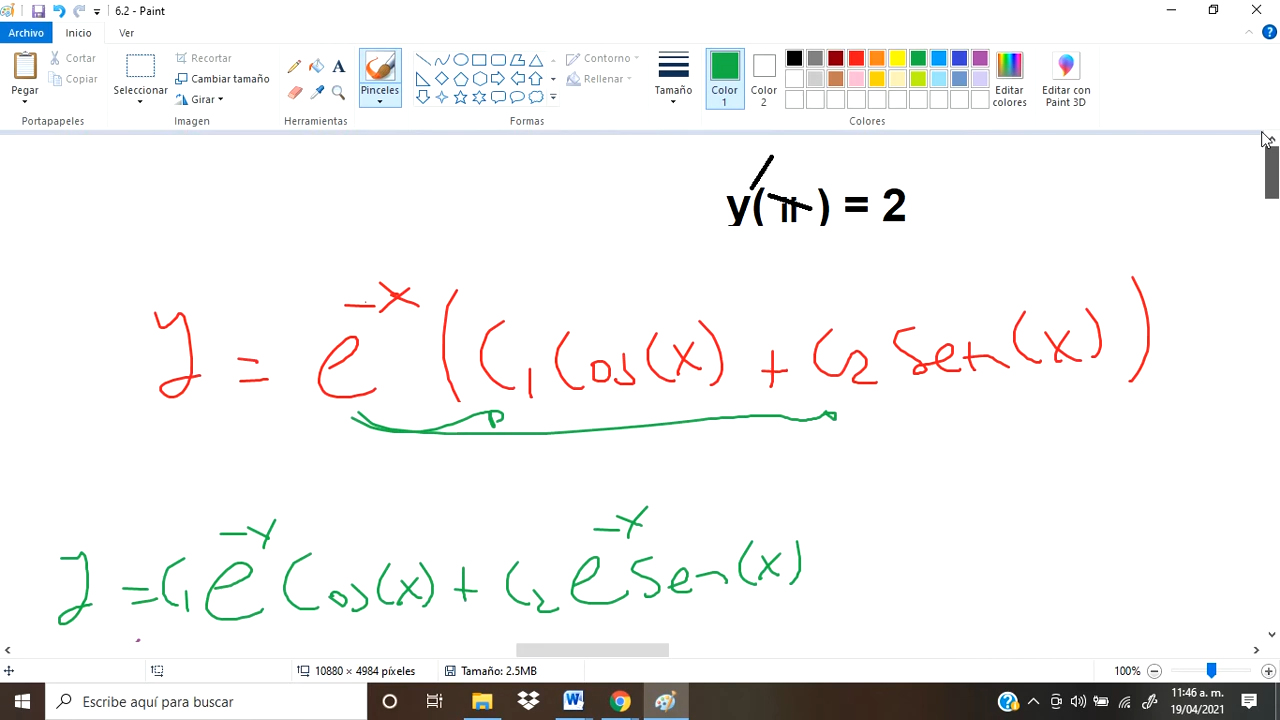 6.2 - Paint
Archivo Inicio Ver
Pegar
Cortar
Copiar
Portapapeles
Seleccionar
Recortar
Cambiar tamaño
Girar
Imagen
A
Herramientas
Pinceles
Formas
Contorno
Rellenar
Tamaño
Color 1
Color 2
Editar colores
Editar con Paint 3D
Colores
y'(π) = 2
y = e^-x (C1 Cos(x) + C2 Sen(x))
y = C1 e^-x Cos(x) + C2 e^-x Sen(x)
10880 × 4984 píxeles Tamaño: 2.5MB 100%
Escribe aquí para buscar
11:46 a. m.
19/04/2021